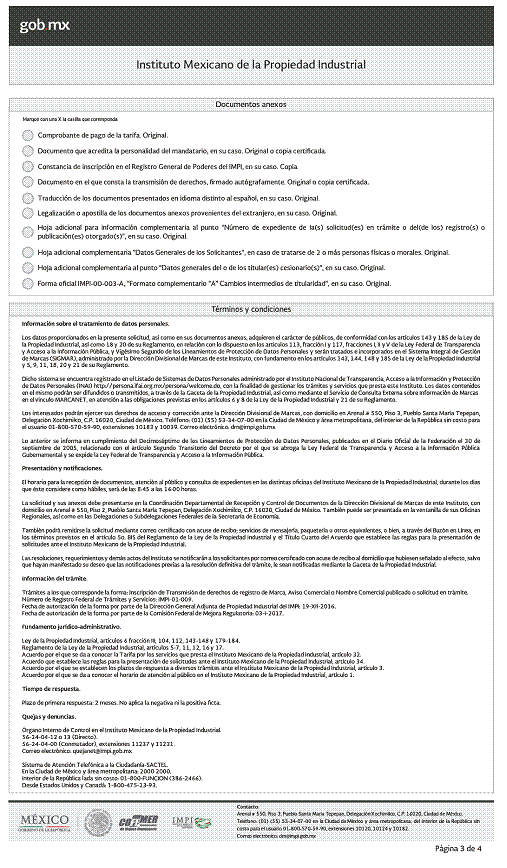 gob mx
Instituto Mexicano de la Propiedad Industrial
Documentos anexos
Marque con una X la casilla que corresponda
Comprobante de pago de la tarifa. Original.
Documento que acredita la personalidad del mandatario, en su caso. Original o copia certificada.
Constancia de inscripción en el Registro General de Poderes del IMPI, en su caso. Copia.
Documento en el que consta la transmisión de derechos, firmado autógrafamente. Original o copia certificada.
Traducción de los documentos presentados en idioma distinto al español, en su caso. Original.
Legalización o apostilla de los documentos anexos provenientes del extranjero, en su caso. Original.
Hoja adicional para información complementaria al punto "Número de expediente de la(s) solicitud(es) en trámite o del(de los) registro(s) o
publicación(es) otorgado(s)", en su caso. Original.
Hoja adicional complementaria "Datos Generales de los Solicitantes", en caso de tratarse de 2 o más personas físicas o morales. Original.
Hoja adicional complementaria al punto "Datos generales del o de los titular(es) cesionario(s)", en su caso. Original.
Forma oficial IMPI-00-003-A, "Formato complementario "A" Cambios intermedios de titularidad", en su caso. Original.
Términos y condiciones
Información sobre el tratamiento de datos personales.
Los datos proporcionados en la presente solicitud, así como en sus documentos anexos, adquieren el carácter de públicos, de conformidad con los artículos 143 y 185 de la Ley de
la Propiedad Industrial, así como 18 y 20 de su Reglamento, en relación con lo dispuesto en los artículos 113, fracción I y 117, fracciones I, II y V de la Ley Federal de Transparencia
y Acceso a la Información Pública, y Vigésimo Segundo de los Lineamientos de Protección de Datos Personales y serán tratados e incorporados en el Sistema Integral de Gestión
de Marcas (SIGMAR), administrado por la Dirección Divisional de Marcas de este Instituto, con fundamento en los artículos 143, 144, 148 y 185 de la Ley de la Propiedad Industrial
y 5, 9, 11, 18, 20 y 21 de su Reglamento.
Dicho sistema se encuentra registrado en el Listado de Sistemas de Datos Personales administrado por el Instituto Nacional de Transparencia, Acceso a la Información y Protección
de Datos Personales (INAI) http://persona.ifai.org.mx/persona/welcome.do, con la finalidad de gestionar los trámites y servicios que presta este Instituto. Los datos contenidos
en el mismo podrán ser difundidos o transmitidos, a través de la Gaceta de la Propiedad Industrial, así como mediante el Servicio de Consulta Externa sobre Información de Marcas
en el vínculo MARCANET, en atención a las obligaciones previstas en los artículos 6 y 8 de la Ley de la Propiedad Industrial y 21 de su Reglamento.
Los interesados podrán ejercer sus derechos de acceso y corrección ante la Dirección Divisional de Marcas, con domicilio en Arenal # 550, Piso 3, Pueblo Santa María Tepepan,
Delegación Xochimilco, C.P. 16020, Ciudad de México. Teléfono: (01) (55) 53-34-07-00 en la Ciudad de México y área metropolitana, del interior de la República sin costo para
el usuario 01-800-570-59-90, extensiones 10183 y 10039. Correo electrónico: dm@impi.gob.mx
Lo anterior se informa en cumplimiento del Decimoséptimo de los Lineamientos de Protección de Datos Personales, publicados en el Diario Oficial de la Federación el 30 de
septiembre de 2005, relacionado con el artículo Segundo Transitorio del Decreto por el que se abroga la Ley Federal de Transparencia y Acceso a la Información Pública
Gubernamental y se expide la Ley Federal de Transparencia y Acceso a la Información Pública.
Presentación y notificaciones.
El horario para la recepción de documentos, atención al público y consulta de expedientes en las distintas oficinas del Instituto Mexicano de la Propiedad Industrial, durante los días
que éste considere como hábiles, será de las 8:45 a las 16:00 horas.
La solicitud y sus anexos debe presentarse en la Coordinación Departamental de Recepción y Control de Documentos de la Dirección Divisional de Marcas de este Instituto, con
domicilio en Arenal # 550, Piso 2, Pueblo Santa María Tepepan, Delegación Xochimilco, C.P. 16020, Ciudad de México. También puede ser presentada en la ventanilla de sus Oficinas
Regionales, así como en las Delegaciones o Subdelegaciones Federales de la Secretaría de Economía.
También podrá remitirse la solicitud mediante correo certificado con acuse de recibo; servicios de mensajería, paquetería u otros equivalentes, o bien, a través del Buzón en Línea, en
los términos previstos en el artículo 5o. BIS del Reglamento de la Ley de la Propiedad Industrial y el Título Cuarto del Acuerdo que establece las reglas para la presentación de
solicitudes ante el Instituto Mexicano de la Propiedad Industrial.
Las resoluciones, requerimientos y demás actos del Instituto se notificarán a los solicitantes por correo certificado con acuse de recibo al domicilio que hubiesen señalado al efecto, salvo
que hayan manifestado su deseo que las notificaciones previas a la resolución definitiva del trámite, le sean notificadas mediante la Gaceta de la Propiedad Industrial.
Información del trámite.
Trámites a los que corresponde la forma: Inscripción de Transmisión de derechos de registro de Marca, Aviso Comercial o Nombre Comercial publicado o solicitud en trámite.
Número de Registro Federal de Trámites y Servicios: IMPI-01-009.
Fecha de autorización de la forma por parte de la Dirección General Adjunta de Propiedad Industrial del IMPI: 19-XII-2016.
Fecha de autorización de la forma por parte de la Comisión Federal de Mejora Regulatoria: 03-I-2017.
Fundamento jurídico-administrativo.
Ley de la Propiedad Industrial, artículos 6 fracción III, 104, 112, 143-148 y 179-184.
Reglamento de la Ley de la Propiedad Industrial, artículos 5-7, 11, 12, 16 y 17.
Acuerdo por el que se da a conocer la Tarifa por los servicios que presta el Instituto Mexicano de la Propiedad Industrial, artículo 32.
Acuerdo que establece las reglas para la presentación de solicitudes ante el Instituto Mexicano de la Propiedad Industrial, artículo 34.
Acuerdo por el que se establecen los plazos de respuesta a diversos trámites ante el Instituto Mexicano de la Propiedad Industrial, artículo 3.
Acuerdo por el que se da a conocer el horario de atención al público en el Instituto Mexicano de la Propiedad Industrial, artículo 1.
Tiempo de respuesta.
Plazo de primera respuesta: 2 meses. No aplica la negativa ni la positiva ficta.
Quejas y denuncias.
Órgano Interno de Control en el Instituto Mexicano de la Propiedad Industrial
56-24-04-12 o 13 (Directo).
56-24-04-00 (Conmutador), extensiones 11237 y 11231.
Correo electrónico: quejanet@impi.gob.mx
Sistema de Atención Telefónica a la Ciudadanía-SACTEL.
En la Ciudad de México y área metropolitana: 2000 2000.
Interior de la República lada sin costo: 01-800-FUNCION (386-2466).
Desde Estados Unidos y Canadá: 1-800-475-23-93.
MÉXICO
GOBIERNO DE LA REPÚBLICA
IMPI
Contacto:
Arenal # 550, Piso 3, Pueblo Santa María Tepepan, Delegación Xochimilco, C.P. 16020, Ciudad de México.
Teléfono: (01) (55) 53-34-07-00 en la Ciudad de México y área metropolitana, del interior de la República sin
costo para el usuario 01-800-570-59-90, extensiones 10120, 10124 y 10182.
Correo electrónico: dm@impi.gob.mx
Página 3 de 4